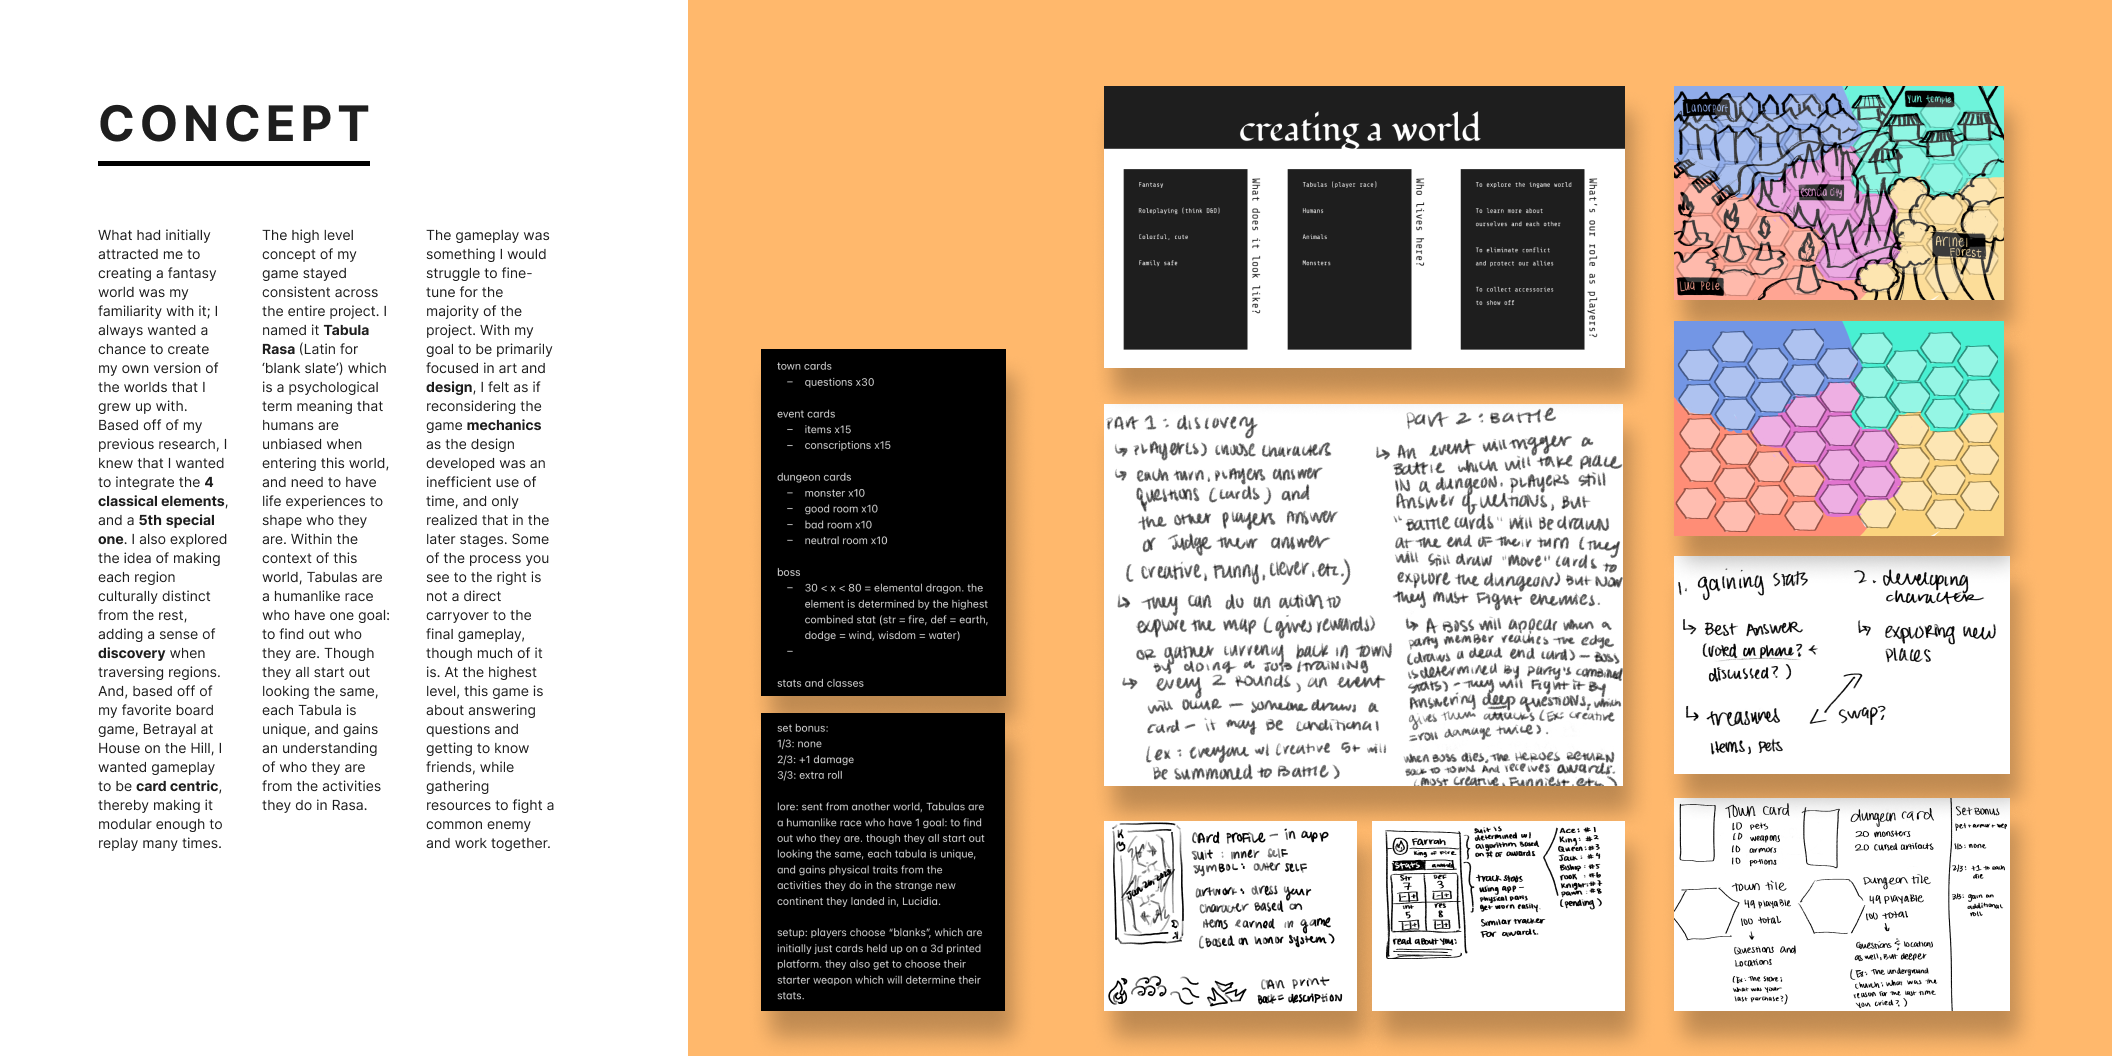 CONCEPT
What had initially
attracted me to
creating a fantasy
world was my
familiarity with it; I
always wanted a
chance to create
my own version of
the worlds that I
grew up with.
Based off of my
previous research, I
knew that I wanted
to integrate the 4
classical elements,
and a 5th special
one. I also explored
the idea of making
each region
culturally distinct
from the rest,
adding a sense of
discovery when
traversing regions.
And, based off of
my favorite board
game, Betrayal at
House on the Hill, I
wanted gameplay
to be card centric,
thereby making it
modular enough to
replay many times.
The high level
concept of my
game stayed
consistent across
the entire project. I
named it Tabula
Rasa (Latin for
‘blank slate’) which
is a psychological
term meaning that
humans are
unbiased when
entering this world,
and need to have
life experiences to
shape who they
are. Within the
context of this
world, Tabulas are
a humanlike race
who have one goal:
to find out who
they are. Though
they all start out
looking the same,
each Tabula is
unique, and gains
an understanding
of who they are
from the activities
they do in Rasa.
The gameplay was
something I would
struggle to fine-
tune for the
majority of the
project. With my
goal to be primarily
focused in art and
design, I felt as if
reconsidering the
game mechanics
as the design
developed was an
inefficient use of
time, and only
realized that in the
later stages. Some
of the process you
see to the right is
not a direct
carryover to the
final gameplay,
though much of it
is. At the highest
level, this game is
about answering
questions and
getting to know
friends, while
gathering
resources to fight a
common enemy
and work together.
town cards
– questions x30
event cards
– items x15
– conscriptions x15
dungeon cards
– monster x10
– good room x10
– bad room x10
– neutral room x10
boss
– 30 < x < 80 = elemental dragon. the
element is determined by the highest
combined stat (str = fire, def = earth,
dodge = wind, wisdom = water)
–
stats and classes
set bonus:
1/3: none
2/3: +1 damage
3/3: extra roll
lore: sent from another world, Tabulas are
a humanlike race who have 1 goal: to find
out who they are. though they all start out
looking the same, each tabula is unique,
and gains physical traits from the
activities they do in the strange new
continent they landed in, Lucidia.
setup: players choose “blanks”, which are
initially just cards held up on a 3d printed
platform. they also get to choose their
starter weapon which will determine their
stats.
creating a world
Fantasy
Roleplaying (think D&D)
Colorful, cute
Family safe
What does it look like?
Tabulas (player race)
Humans
Animals
Monsters
Who lives here?
To explore the ingame world
To learn more about
ourselves and each other
To eliminate conflict
and protect our allies
To collect accessories
to show off
What's our role as players?
PArt 1: discovery
↳ PLAyer(s) choose characters
↳ each turn, players answer
questions (cards) and
the other players answer
or judge their answer
(creative, funny, clever, etc.)
↳ They can do an action to
explore the map (gives rewards)
or gather currency back in town
by doing a job/training
↳ every 2 rounds, an event
will occur — someone draws a
card — it may be conditional
(ex: everyone w/ creative 5+ will
be summoned to Battle)
Part 2: Battle
↳ An event will trigger a
Battle which will take place
in a dungeon. players still
Answer questions, but
"Battle cards" will be drawn
at the end of their turn (they
will still draw "move" cards to
explore the dungeon) but now
they must fight enemies.
↳ A Boss will appear when a
party member reaches the edge
(draws a dead end card) — boss
is determined by party's combined
stats) — they will fight it by
Answering deep questions, which
gives them attacks (Ex: creative
= roll damage twice).
when boss dies, the heroes return
back to town and receives awards.
(most creative, funniest, etc.)
CArd Profile – in app
suit: inner self
symbol: outer self
artwork: dress your
character based on
items earned in game
(Based on honor system)
CAn print
Back = description
Farrah
King of Fire
Stats
awards
Str
7
Def
3
int
5
res
8
read about you:
suit is
determined w/
algorithm based
on # of awards
track stats
using app –
physical parts
get worn easily.
Similar tracker
for awards.
Ace: #1
King: #2
Queen: #3
Jack: #4
Bishop: #5
rook: #6
Knight: #7
pawn: #8
(pending)
Lanorport
Yun temple
esencia city
Arinel
Forest
Lua Pele
1. gaining stats
↳ Best Answer
(voted on phone? ←
discussed?)
↳ treasures
items, pets
2. developing
character
↳ exploring new
places
swap?
Town card
10 pets
10 weapons
10 armors
10 potions
Town tile
49 playable
100 total
↓
Questions and
Locations
(Ex: The store:
what was your
last purchase?)
dungeon card
20 monsters
20 cursed artifacts
Dungeon tile
49 playable
100 total
↓
Questions & locations
as well, but deeper
(Ex: The underground
church: what was the
reason for the last time
you cried?)
Set Bonus
pet + armor + wep
1/3: none
2/3: +1 to each
die
3/3: gain an
additional
roll